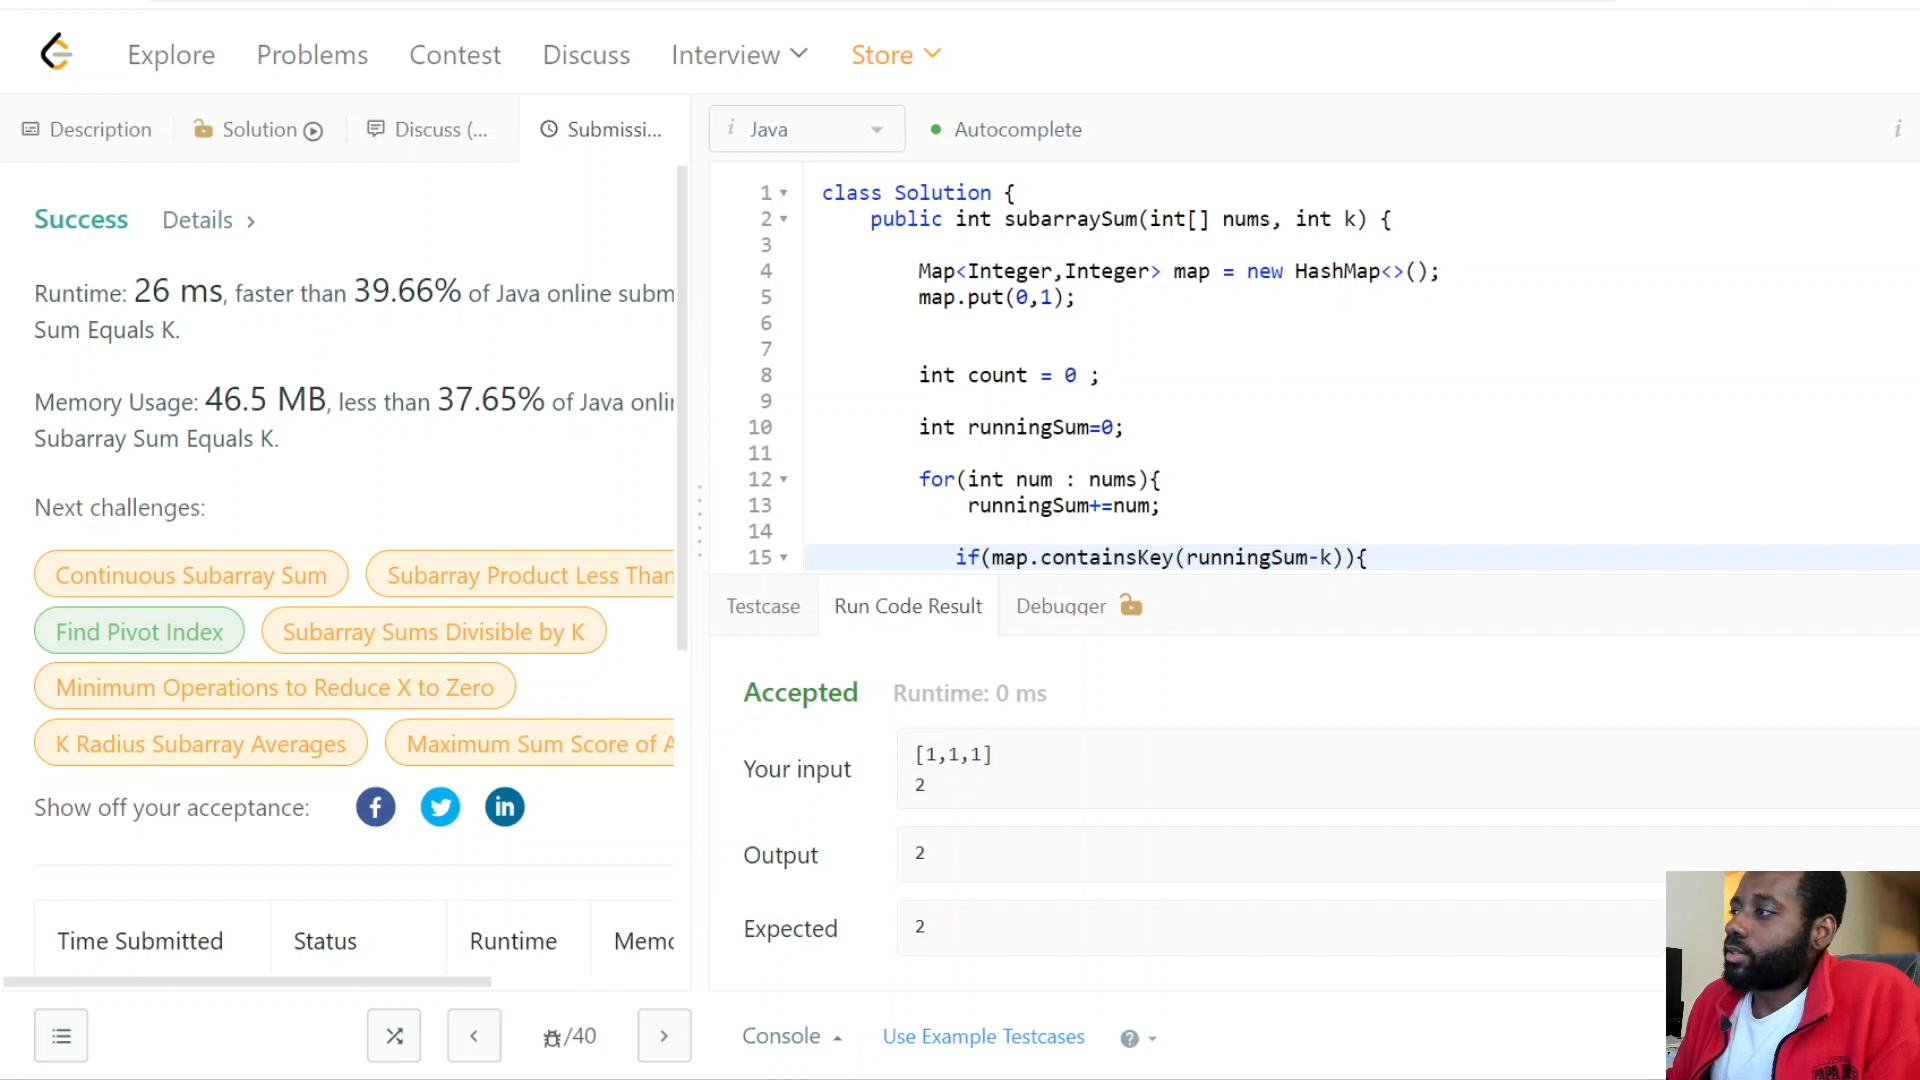 Explore Problems Contest Discuss Interview Store
Description Solution Discuss (... Submissi...
i Java Autocomplete i
Success Details
Runtime: 26 ms, faster than 39.66% of Java online subm
Sum Equals K.
Memory Usage: 46.5 MB, less than 37.65% of Java onlin
Subarray Sum Equals K.
Next challenges:
Continuous Subarray Sum Subarray Product Less Than
Find Pivot Index Subarray Sums Divisible by K
Minimum Operations to Reduce X to Zero
K Radius Subarray Averages Maximum Sum Score of A
Show off your acceptance: f in
Time Submitted Status Runtime Memo
/40
1 class Solution {
2 public int subarraySum(int[] nums, int k) {
3
4 Map<Integer,Integer> map = new HashMap<>();
5 map.put(0,1);
6
7
8 int count = 0 ;
9
10 int runningSum=0;
11
12 for(int num : nums){
13 runningSum+=num;
14
15 if(map.containsKey(runningSum-k)){
Testcase Run Code Result Debugger
Accepted Runtime: 0 ms
Your input
[1,1,1]
2
Output 2
Expected 2
Console Use Example Testcases ?